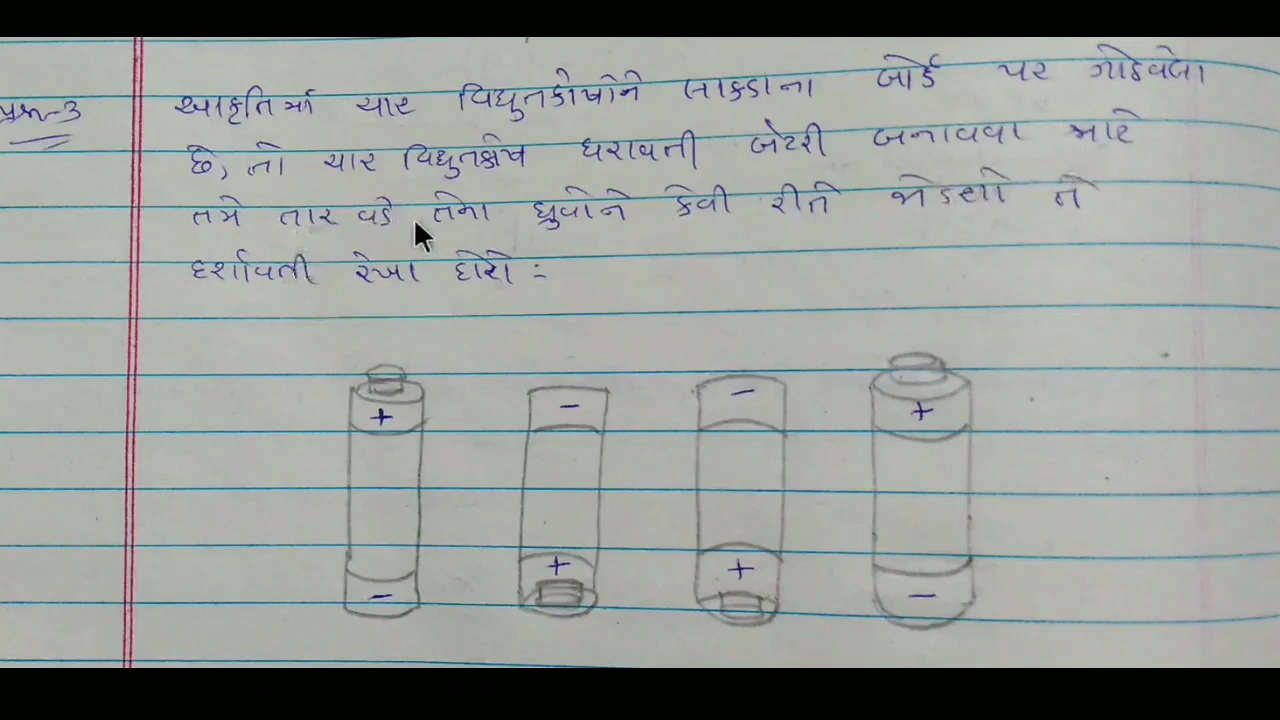 પ્રશ્ન-3 આકૃતિમાં ચાર વિદ્યુતકોષોને લાકડાના બોર્ડ પર ગોઠવેલા
છે, તો ચાર વિદ્યુતકોષ ધરાવતી બેટરી બનાવવા માટે
તમે તાર વડે તેના ધ્રુવોને કેવી રીતે જોડશો તે
દર્શાવતી રેખા દોરો :-
+ - - +
- + + -